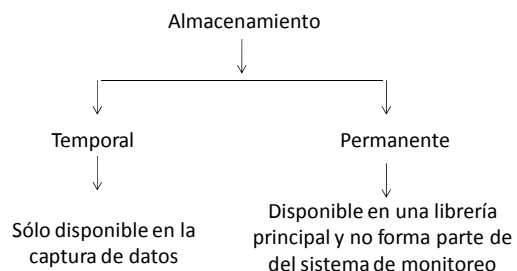 Almacenamiento
Temporal
Permanente
Sólo disponible en la
captura de datos
Disponible en una librería
principal y no forma parte de
del sistema de monitoreo